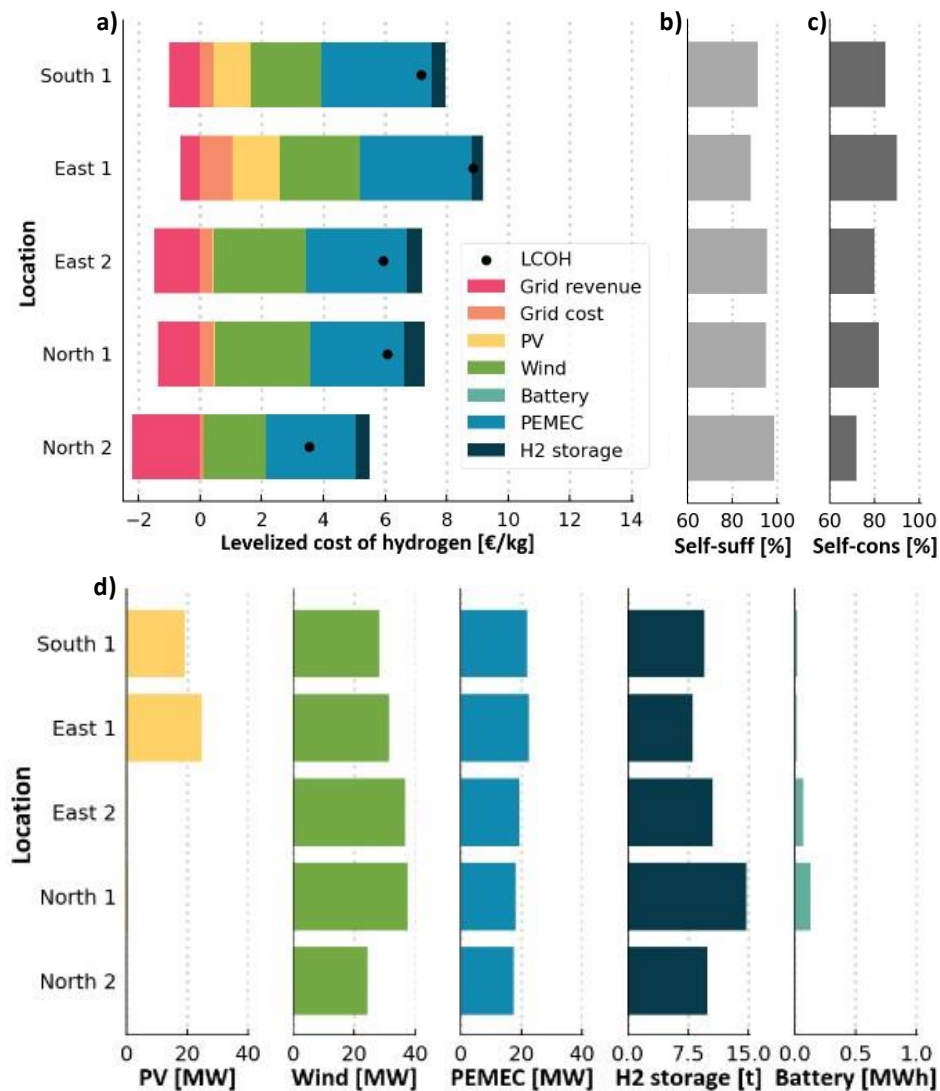 a)
b)
c)
South 1
East 1
East 2
North 1
North 2
Location
LCOH
Grid revenue
Grid cost
PV
Wind
Battery
PEMEC
H2 storage
−2 0 2 4 6 8 10 12 14
Levelized cost of hydrogen [€/kg]
60 80 100
Self-suff [%]
60 80 100
Self-cons [%]
d)
South 1
East 1
East 2
North 1
North 2
Location
0 20 40
PV [MW]
0 20 40
Wind [MW]
0 20 40
PEMEC [MW]
0.0 7.5 15.0
H2 storage [t]
0.0 0.5 1.0
Battery [MWh]